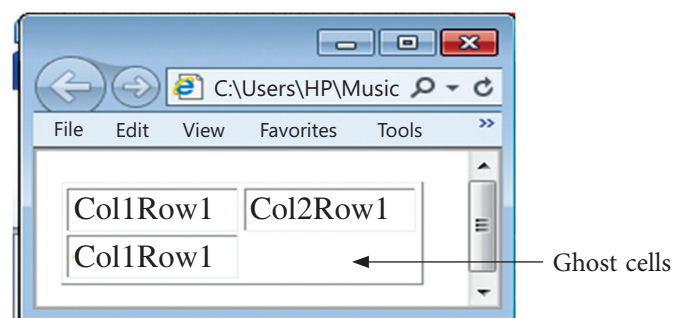 C:\Users\HP\Music
File Edit View Favorites Tools »
Col1Row1 Col2Row1
Col1Row1
Ghost cells